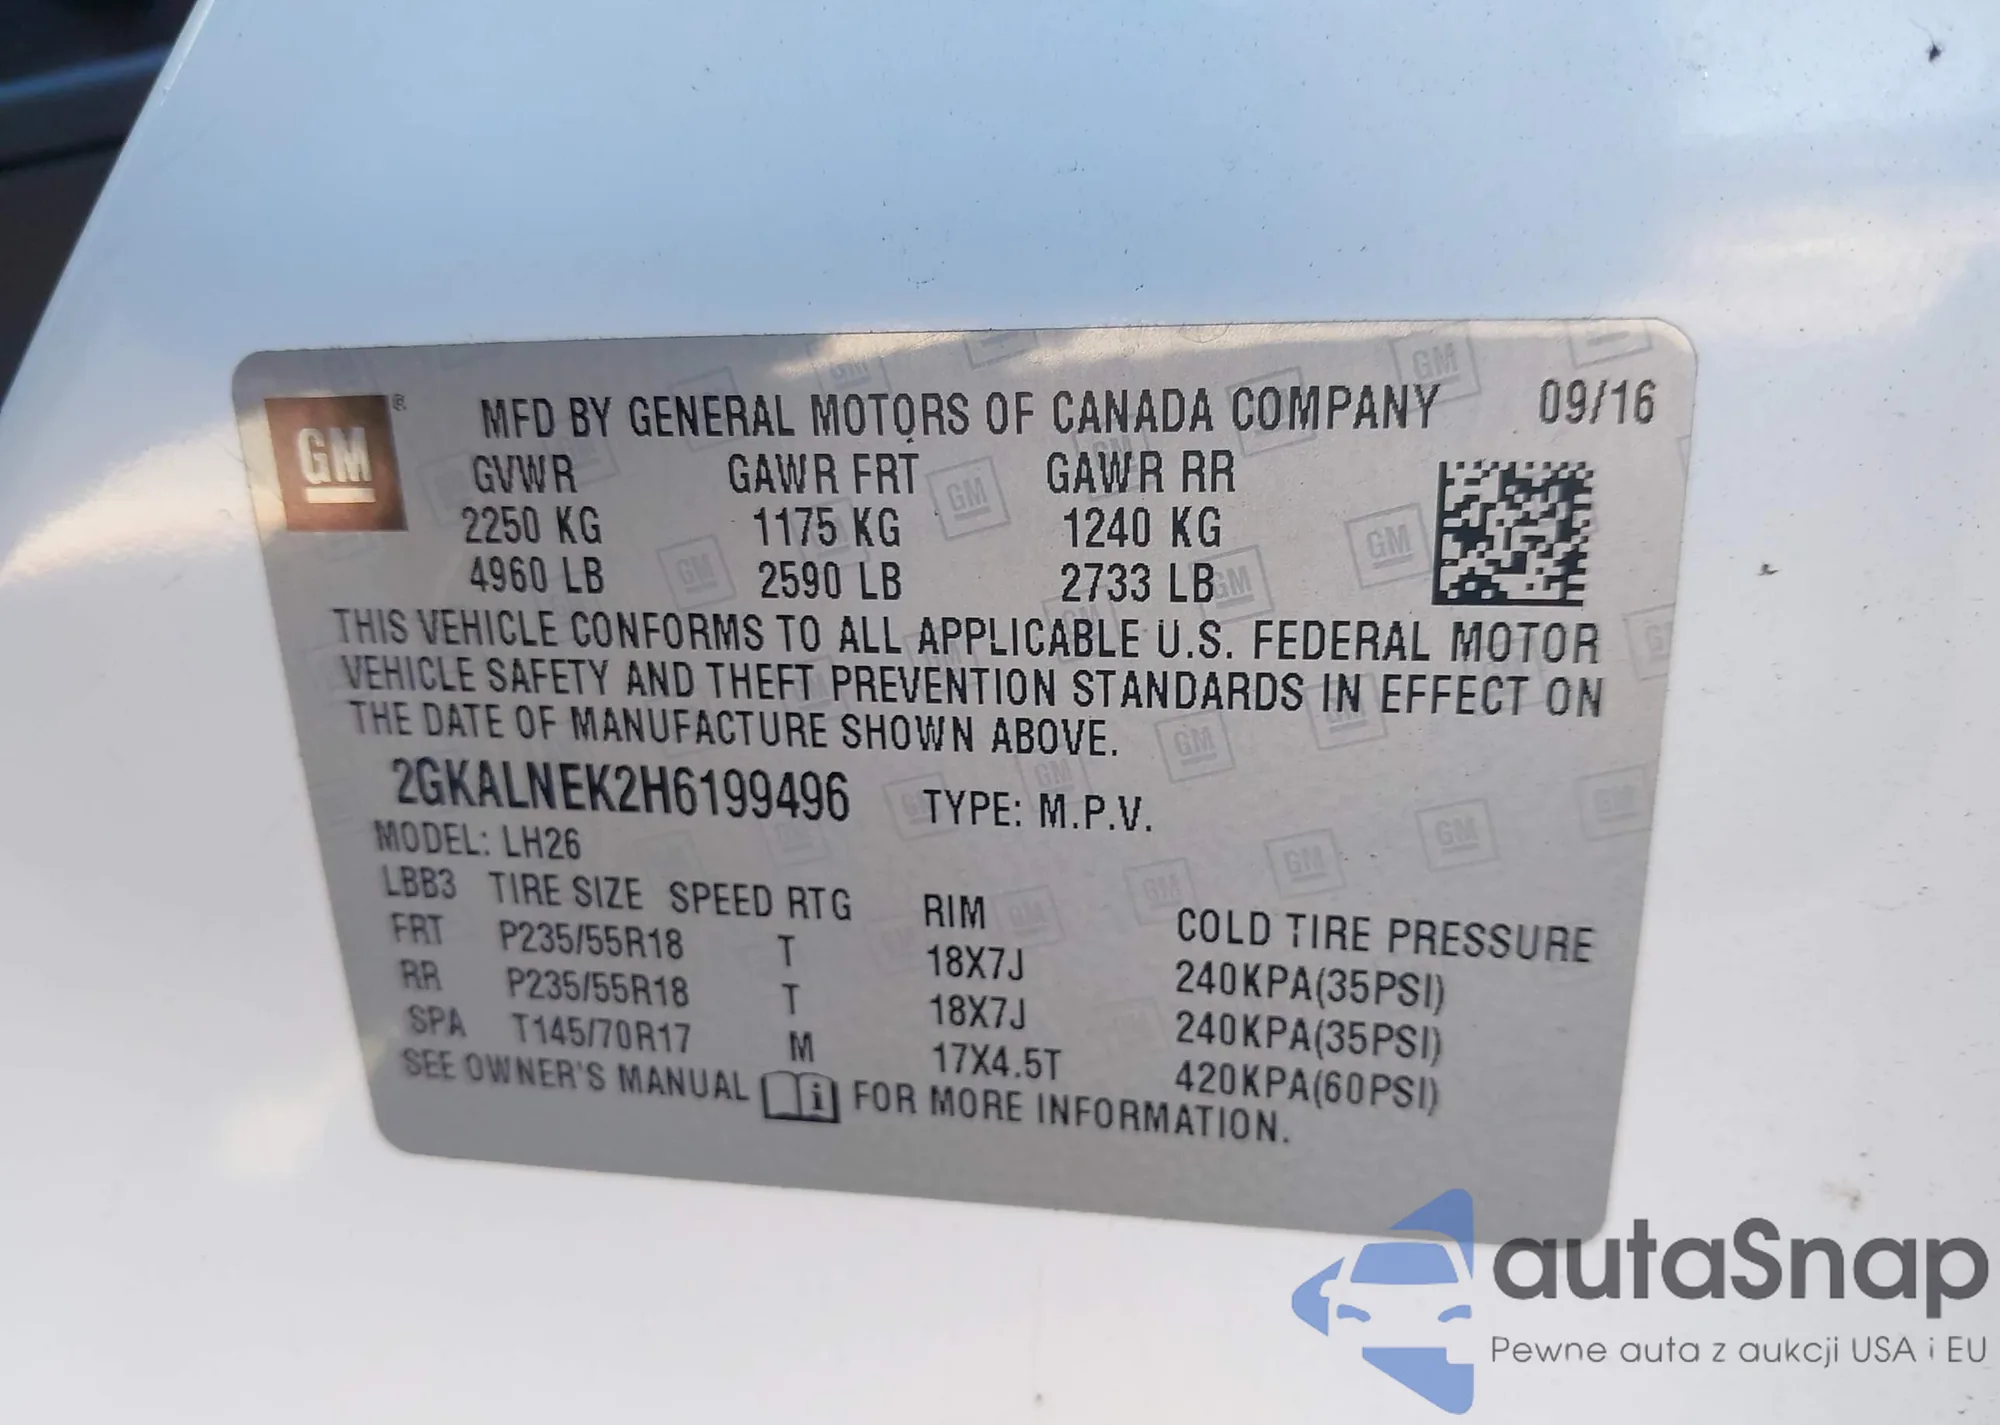 GM
MFD BY GENERAL MOTORS OF CANADA COMPANY 09/16
GVWR GAWR FRT GAWR RR
2250 KG 1175 KG 1240 KG
4960 LB 2590 LB 2733 LB
THIS VEHICLE CONFORMS TO ALL APPLICABLE U.S. FEDERAL MOTOR
VEHICLE SAFETY AND THEFT PREVENTION STANDARDS IN EFFECT ON
THE DATE OF MANUFACTURE SHOWN ABOVE.
2GKALNEK2H6199496 TYPE: M.P.V.
MODEL: LH26
LBB3 TIRE SIZE SPEED RTG RIM COLD TIRE PRESSURE
FRT P235/55R18 T 18X7J 240KPA(35PSI)
RR P235/55R18 T 18X7J 240KPA(35PSI)
SPA T145/70R17 M 17X4.5T 420KPA(60PSI)
SEE OWNER'S MANUAL i FOR MORE INFORMATION.
autaSnap
Pewne auta z aukcji USA i EU